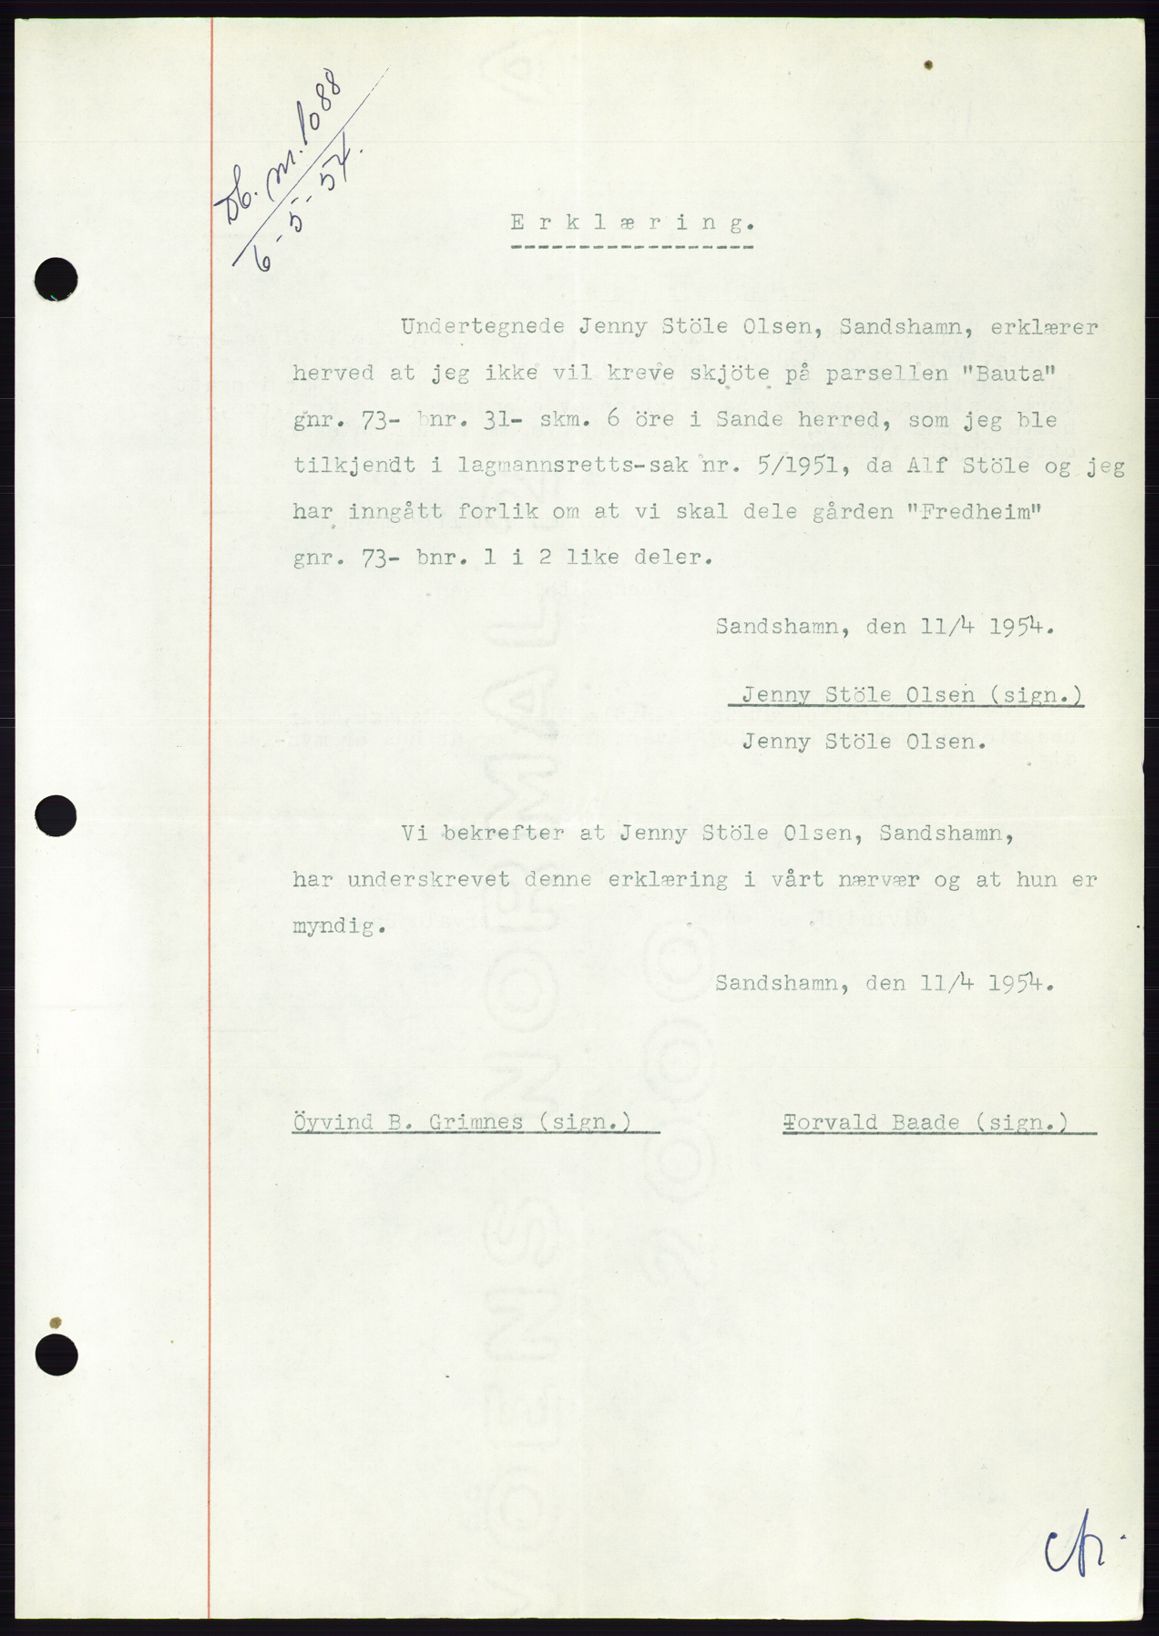 Db. nr. 1088
6-5-54.
Erklæring.
Undertegnede Jenny Stöle Olsen, Sandshamn, erklærer
herved at jeg ikke vil kreve skjöte på parsellen "Bauta"
gnr. 73- bnr. 31- skm. 6 öre i Sande herred, som jeg ble
tilkjendt i lagmannsretts-sak nr. 5/1951, da Alf Stöle og jeg
har inngått forlik om at vi skal dele gården "Fredheim"
gnr. 73- bnr. 1 i 2 like deler.
Sandshamn, den 11/4 1954.
Jenny Stöle Olsen (sign.)
Jenny Stöle Olsen.
Vi bekrefter at Jenny Stöle Olsen, Sandshamn,
har underskrevet denne erklæring i vårt nærvær og at hun er
myndig.
Sandshamn, den 11/4 1954.
Öyvind B. Grimnes (sign.) Torvald Baade (sign.)